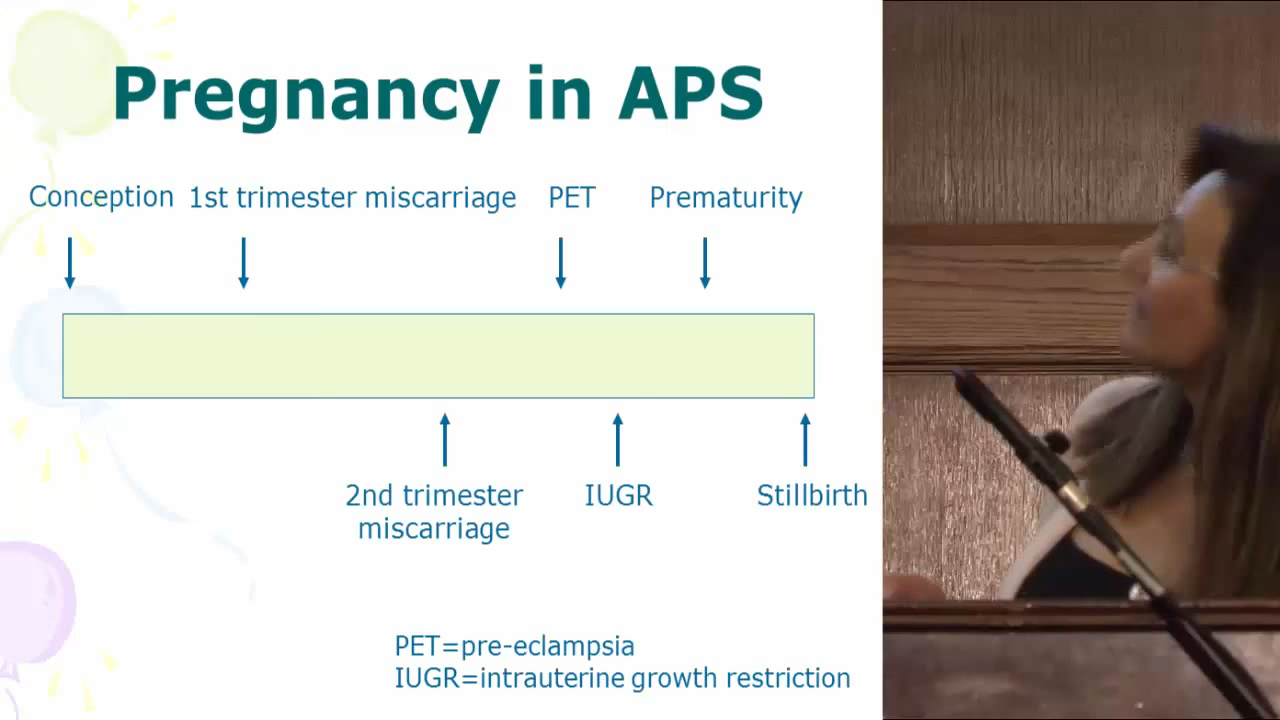 Pregnancy in APS
Conception 1st trimester miscarriage PET Prematurity
2nd trimester IUGR Stillbirth
miscarriage
PET=pre-eclampsia
IUGR=intrauterine growth restriction